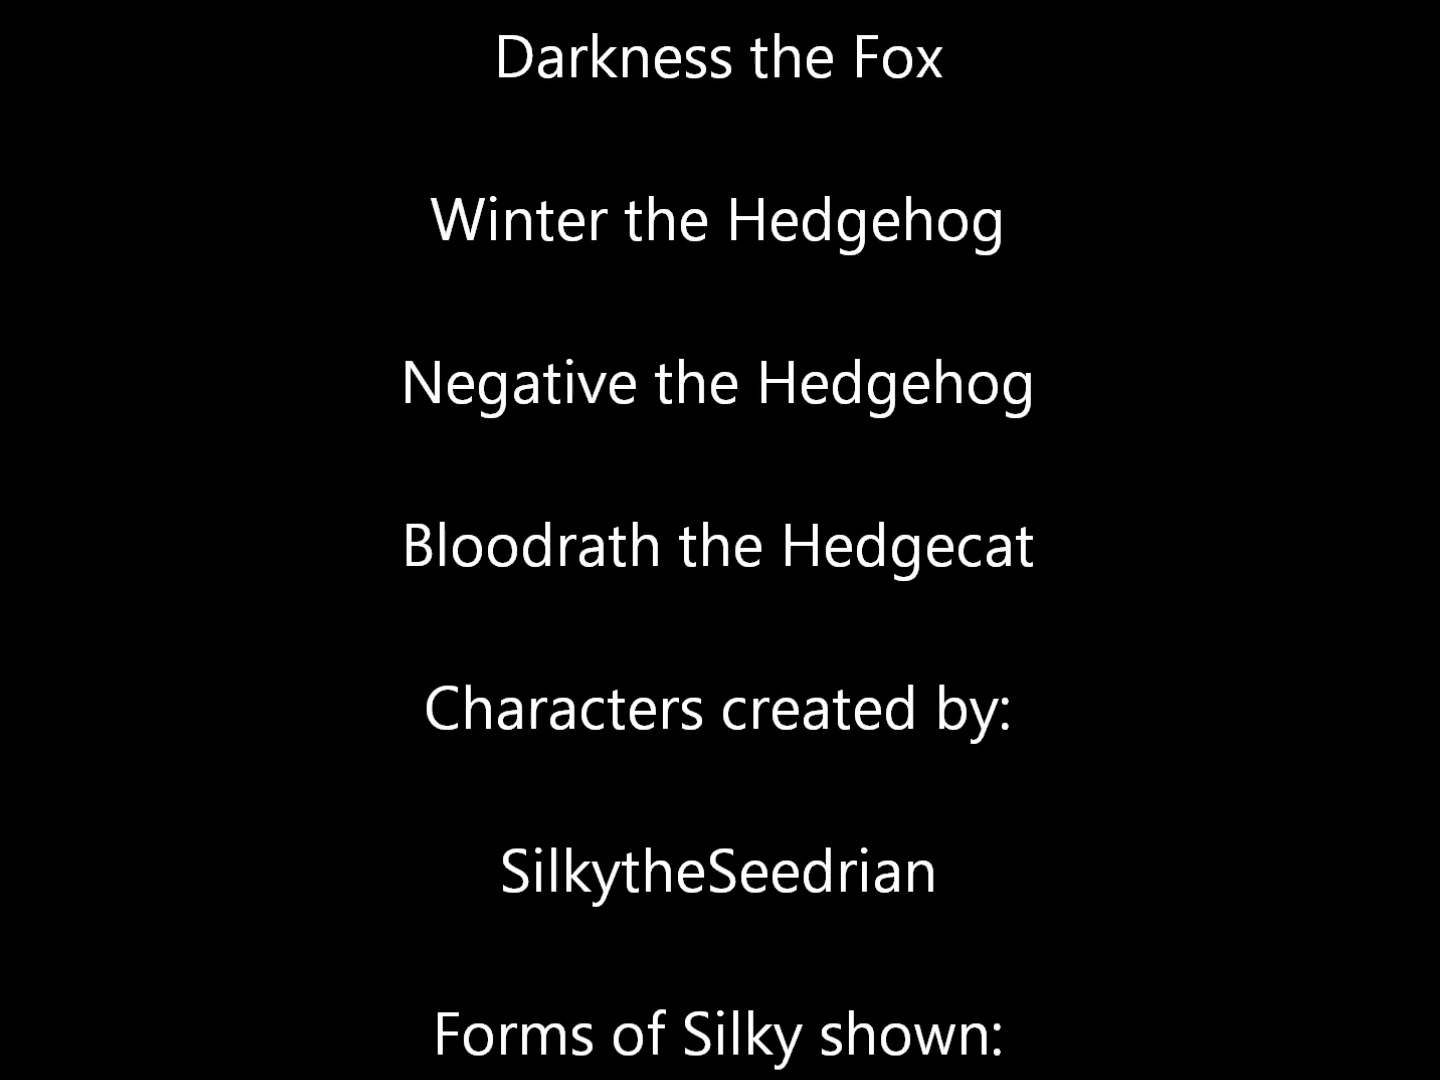 Darkness the Fox
Winter the Hedgehog
Negative the Hedgehog
Bloodrath the Hedgecat
Characters created by:
SilkytheSeedrian
Forms of Silky shown: